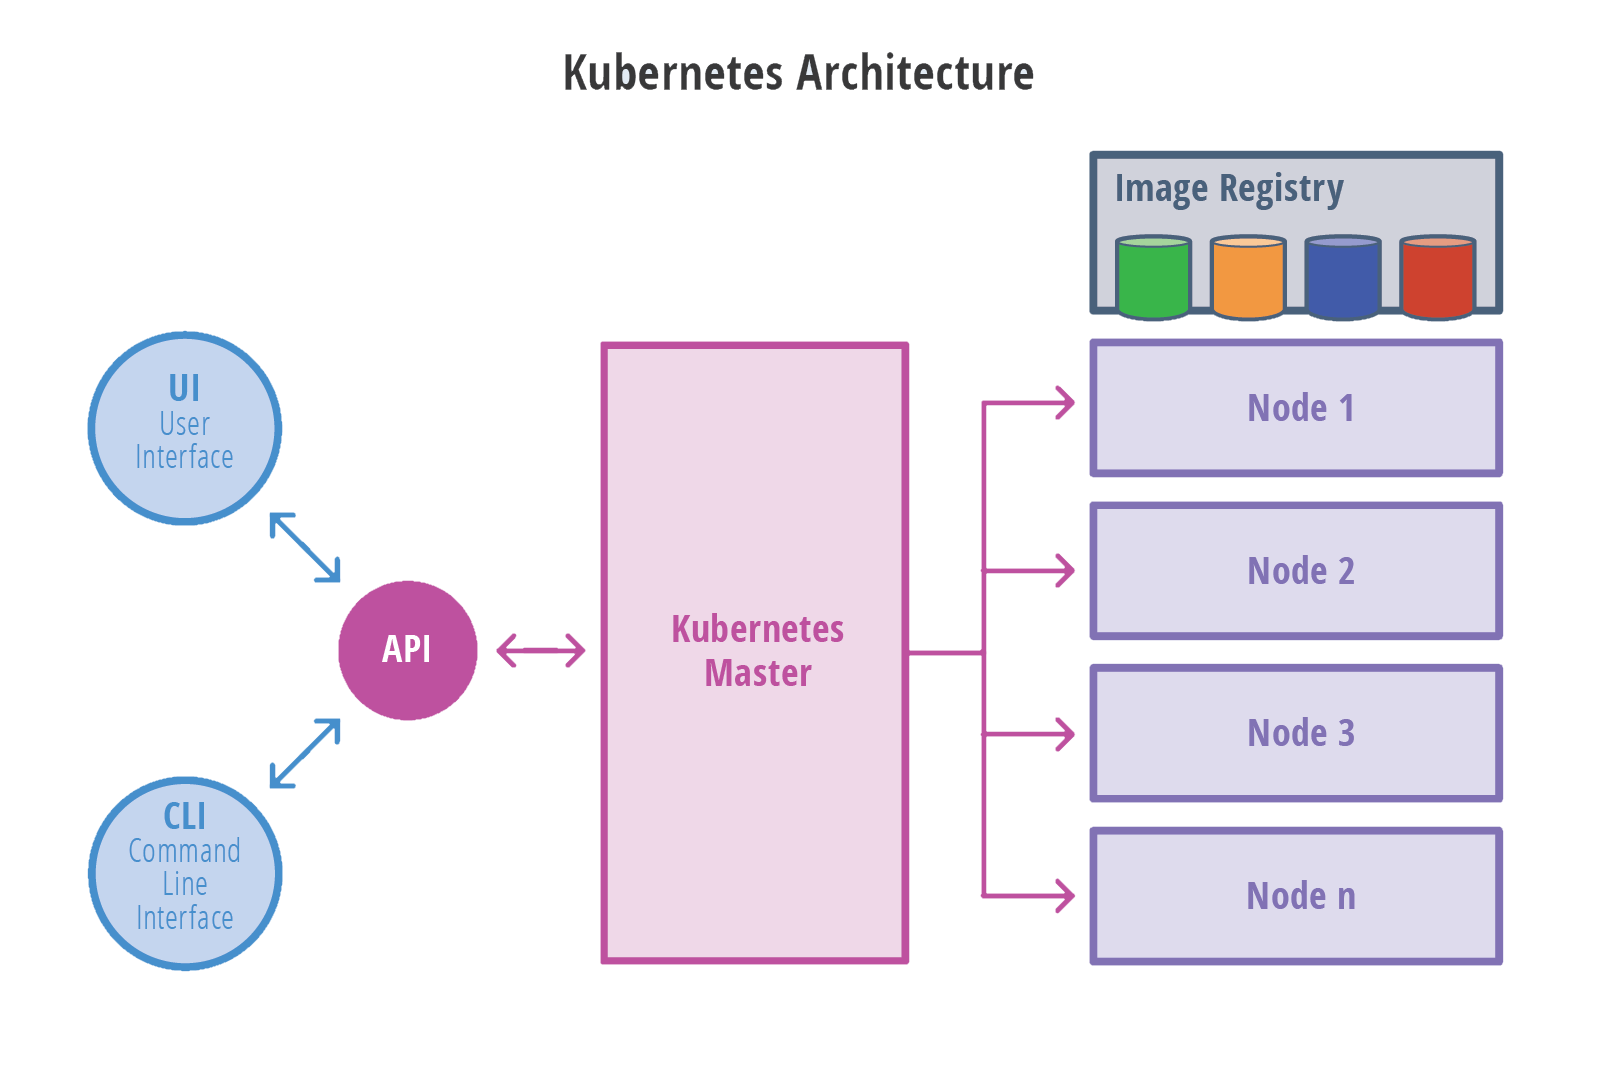 Kubernetes Architecture
Image Registry
UI
User
Interface
API
CLI
Command
Line
Interface
Kubernetes
Master
Node 1
Node 2
Node 3
Node n